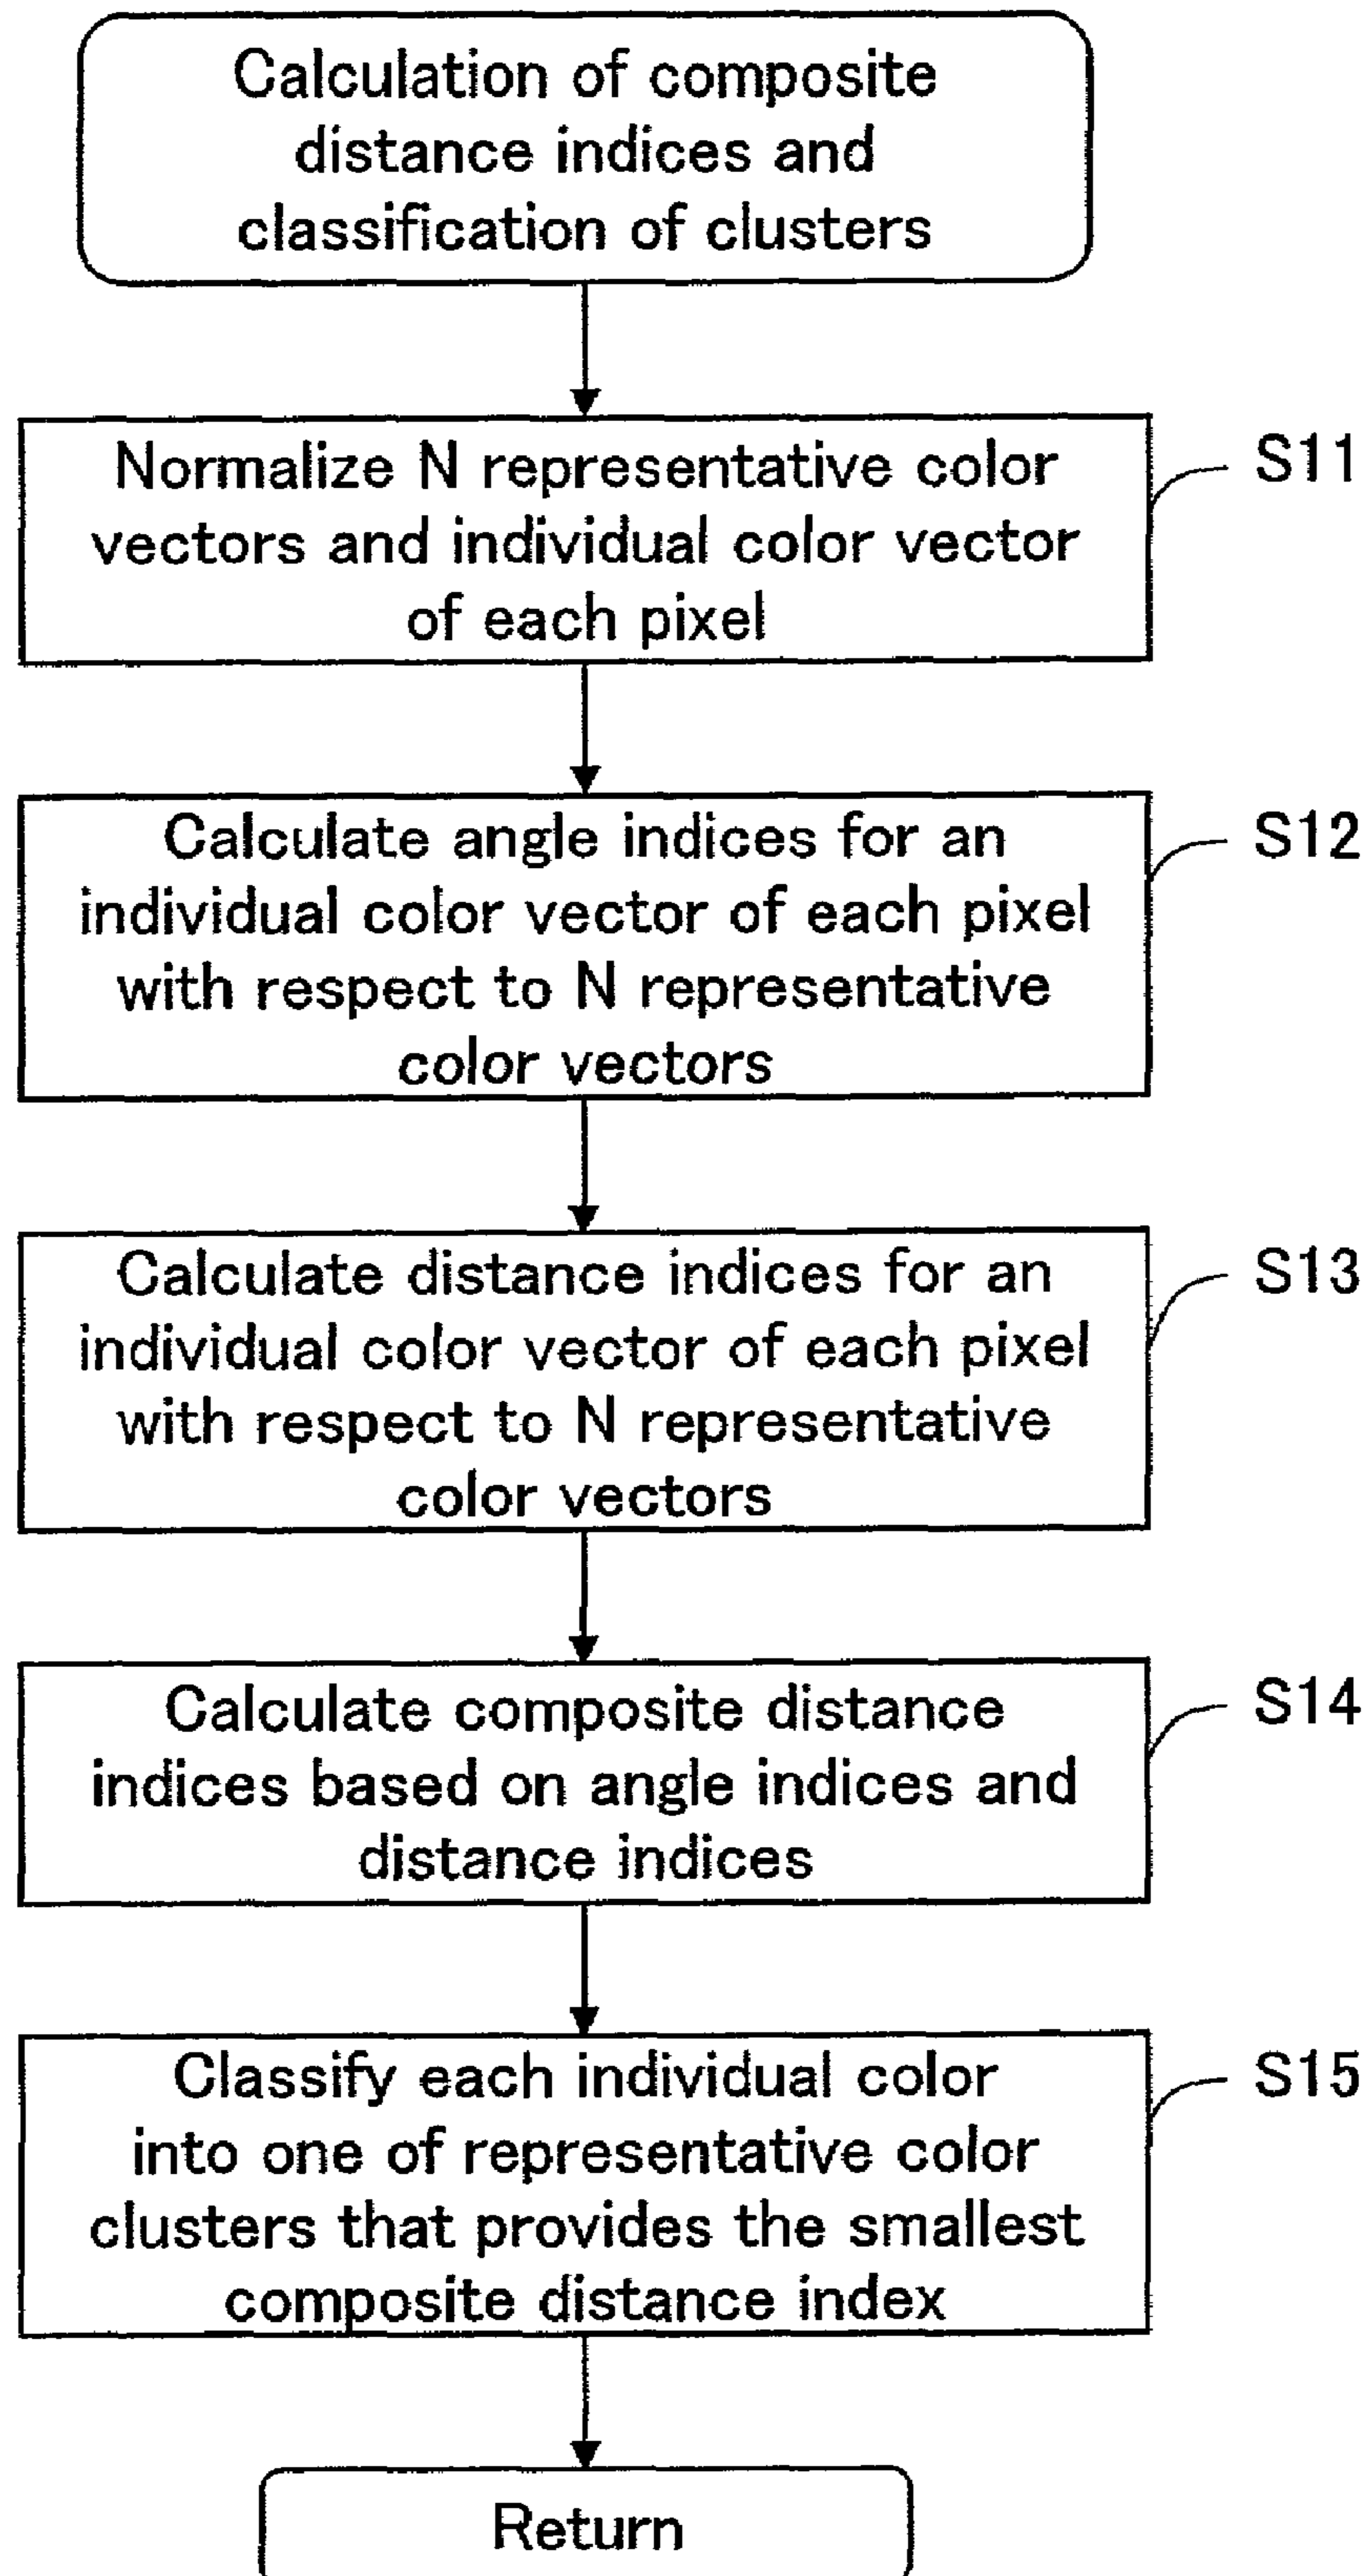 Calculation of composite
distance indices and
classification of clusters
Normalize N representative color
vectors and individual color vector
of each pixel
S11
Calculate angle indices for an
individual color vector of each pixel
with respect to N representative
color vectors
S12
Calculate distance indices for an
individual color vector of each pixel
with respect to N representative
color vectors
S13
Calculate composite distance
indices based on angle indices and
distance indices
S14
Classify each individual color
into one of representative color
clusters that provides the smallest
composite distance index
S15
Return